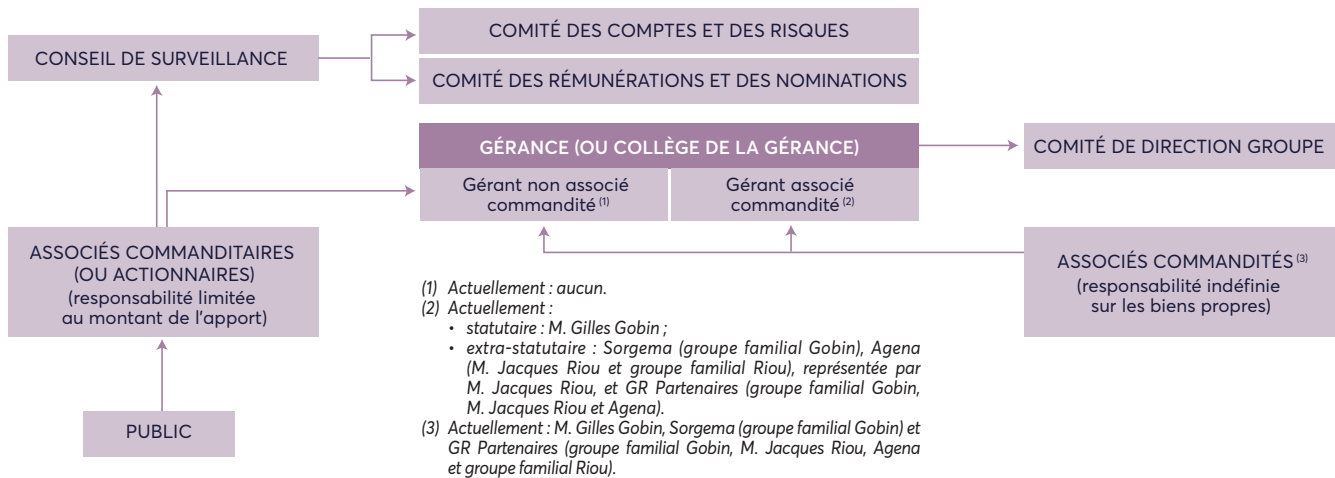 CONSEIL DE SURVEILLANCE
COMITÉ DES COMPTES ET DES RISQUES
COMITÉ DES RÉMUNÉRATIONS ET DES NOMINATIONS
GÉRANCE (OU COLLÈGE DE LA GÉRANCE)
Gérant non associé
commandité (1)
Gérant associé
commandité (2)
COMITÉ DE DIRECTION GROUPE
ASSOCIÉS COMMANDITAIRES
(OU ACTIONNAIRES)
(responsabilité limitée
au montant de l'apport)
ASSOCIÉS COMMANDITÉS (3)
(responsabilité indéfinie
sur les biens propres)
PUBLIC
(1) Actuellement : aucun.
(2) Actuellement :
• statutaire : M. Gilles Gobin ;
• extra-statutaire : Sorgema (groupe familial Gobin), Agena
(M. Jacques Riou et groupe familial Riou), représentée par
M. Jacques Riou, et GR Partenaires (groupe familial Gobin,
M. Jacques Riou et Agena).
(3) Actuellement : M. Gilles Gobin, Sorgema (groupe familial Gobin) et
GR Partenaires (groupe familial Gobin, M. Jacques Riou, Agena
et groupe familial Riou).